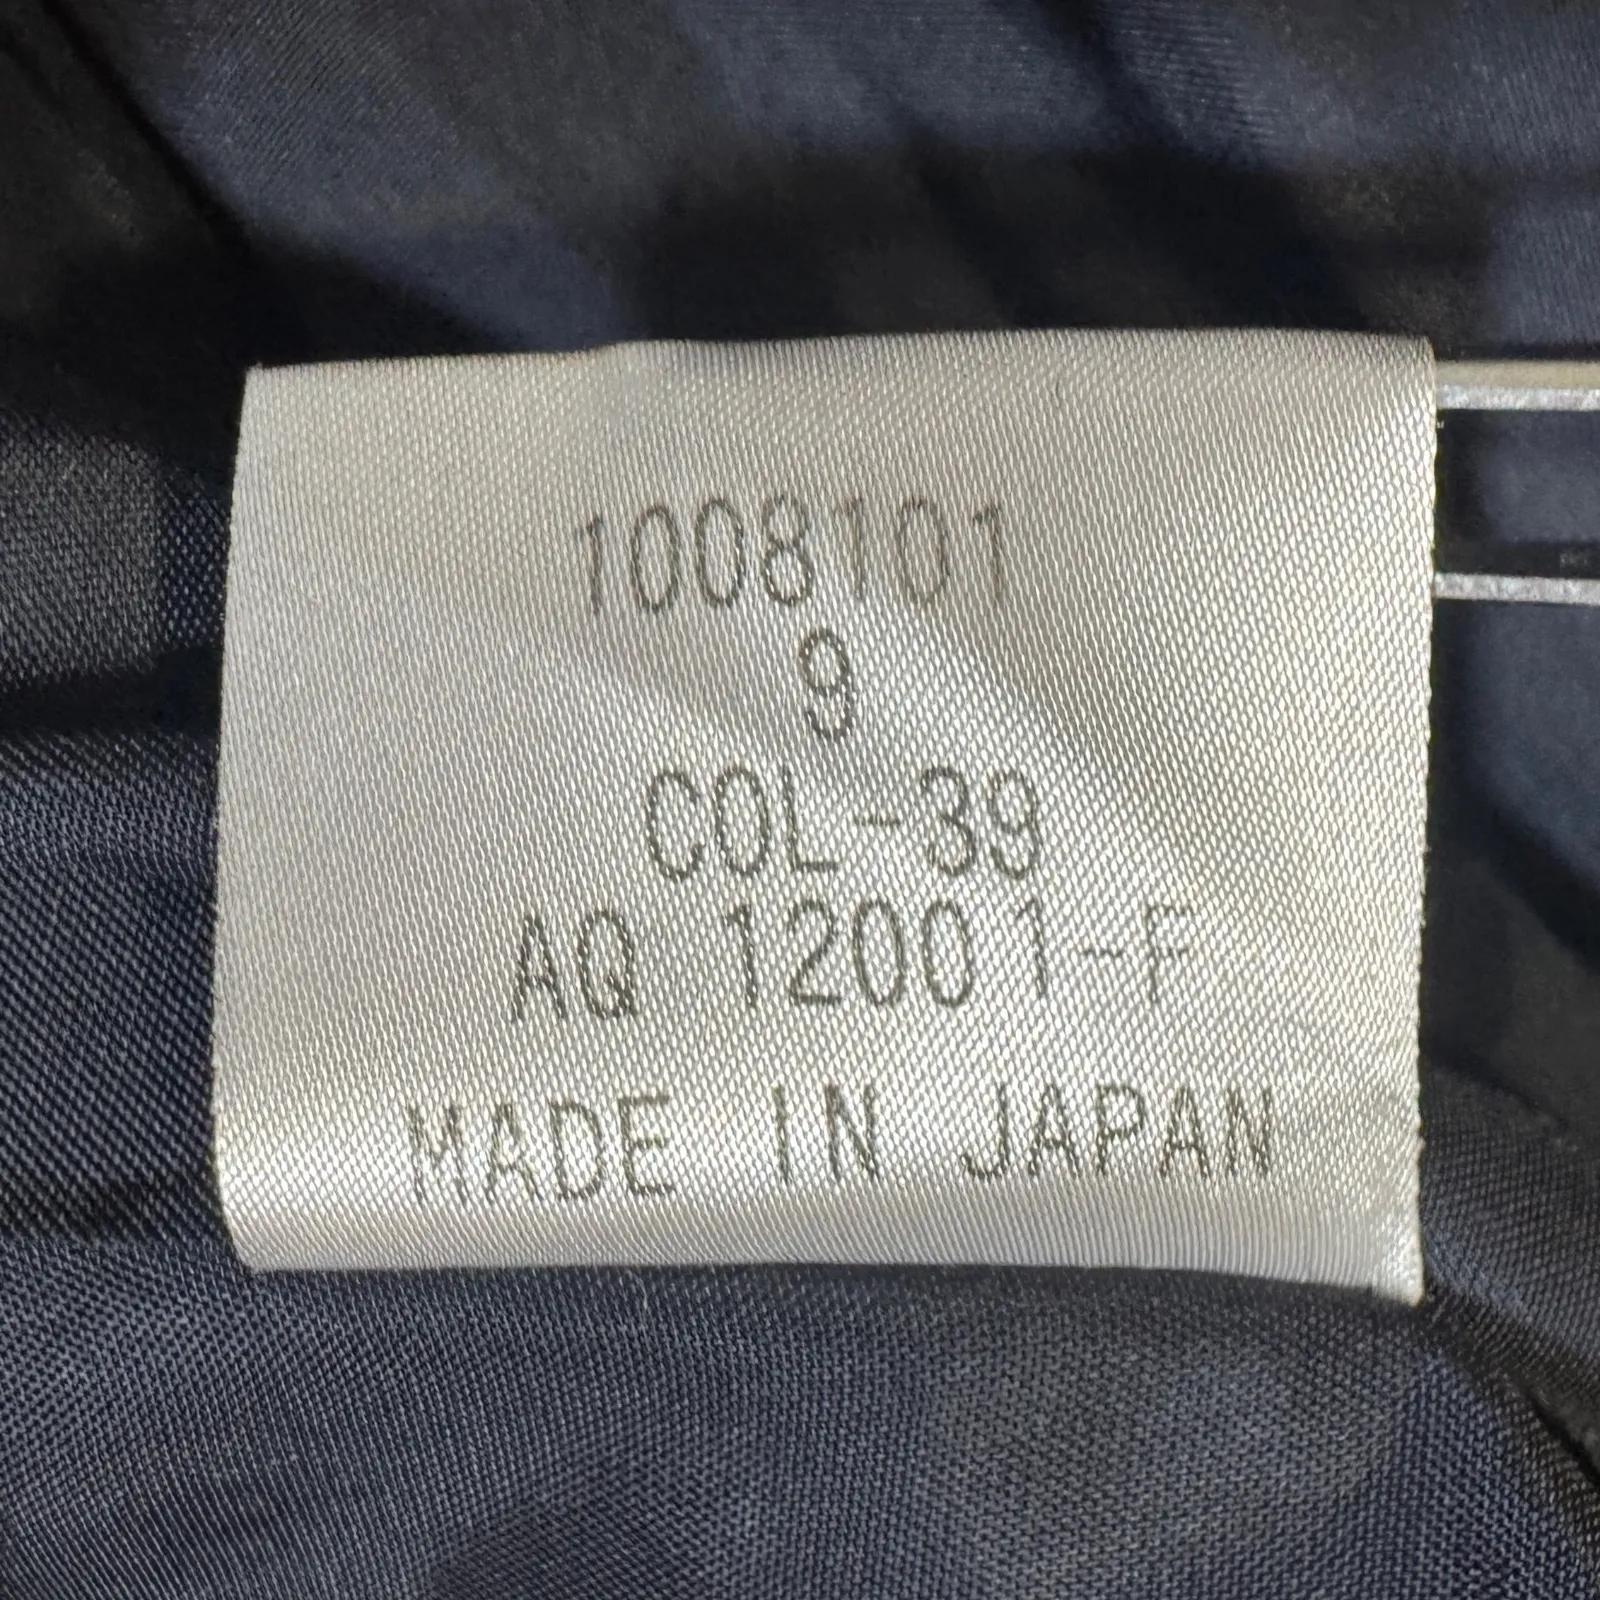 1008101
9
COL-39
AQ 12001-F
MADE IN JAPAN